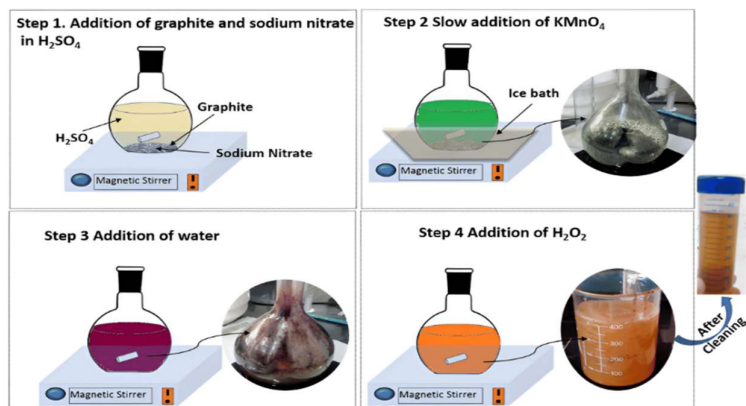 Step 1. Addition of graphite and sodium nitrate
in H₂SO₄
Graphite
H₂SO₄
Sodium Nitrate
Magnetic Stirrer
Step 2 Slow addition of KMnO₄
Ice bath
Magnetic Stirrer
Step 3 Addition of water
Magnetic Stirrer
Step 4 Addition of H₂O₂
400
300
200
100
Magnetic Stirrer
After
Cleaning